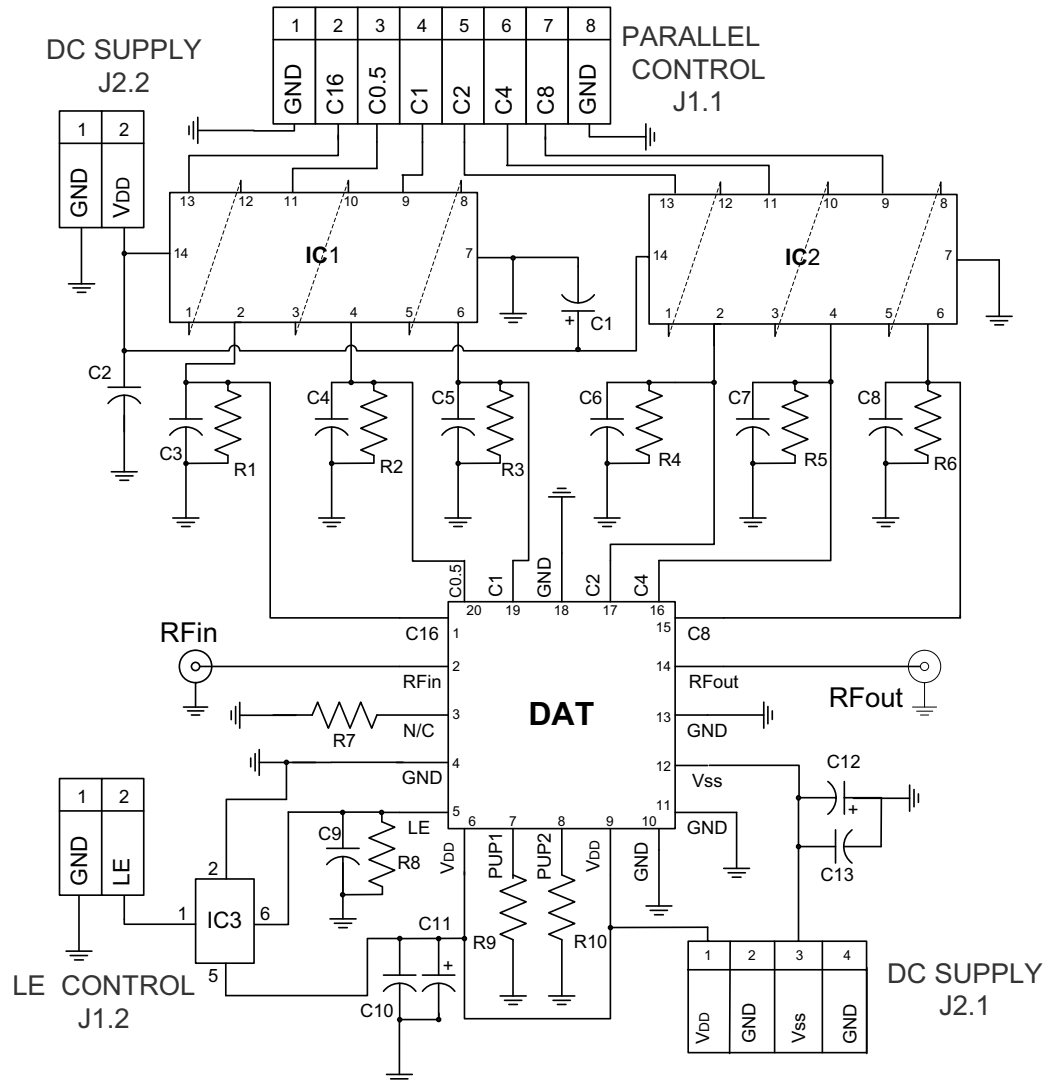 1 2 3 4 5 6 7 8
GND C16 C0.5 C1 C2 C4 C8 GND
PARALLEL
CONTROL
J1.1
DC SUPPLY
J2.2
1 2
GND VDD
13 12 11 10 9 8
14 IC1 7
1 2 3 4 5 6
C1
+
13 12 11 10 9 8
14 IC2 7
1 2 3 4 5 6
C2
C3 R1
C4 R2
C5 R3
C6 R4
C7 R5
C8 R6
C0.5 C1 GND C2 C4
20 19 18 17 16
C16 1
15 C8
RFin
2
RFin
14
RFout
RFout
R7
3
N/C
DAT
13
GND
4
GND
12
Vss
C12
+
C13
5
LE
11
GND
6 7 8 9 10
VDD PUP1 PUP2 VDD GND
C9 R8
1 2
GND LE
2
1 IC3 6
5
LE CONTROL
J1.2
C11
+
C10
R9 R10
1 2 3 4
VDD GND Vss GND
DC SUPPLY
J2.1